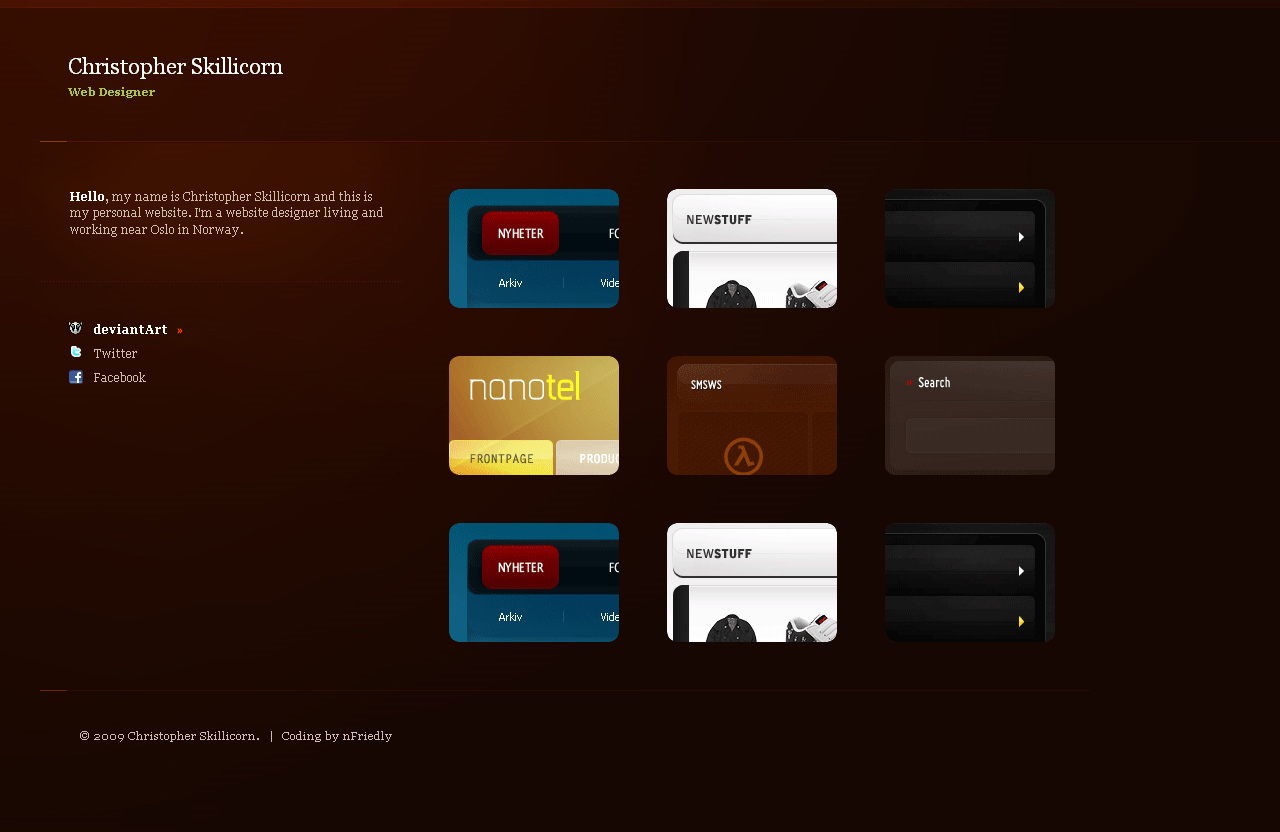 Christopher Skillicorn
Web Designer
Hello, my name is Christopher Skillicorn and this is
my personal website. I'm a website designer living and
working near Oslo in Norway.
deviantArt »
Twitter
Facebook
NYHETER FO
Arkiv Vide
NEWSTUFF
nanotel
FRONTPAGE PRODUC
SMSWS
» Search
NYHETER FO
Arkiv Vide
NEWSTUFF
© 2009 Christopher Skillicorn. | Coding by nFriedly